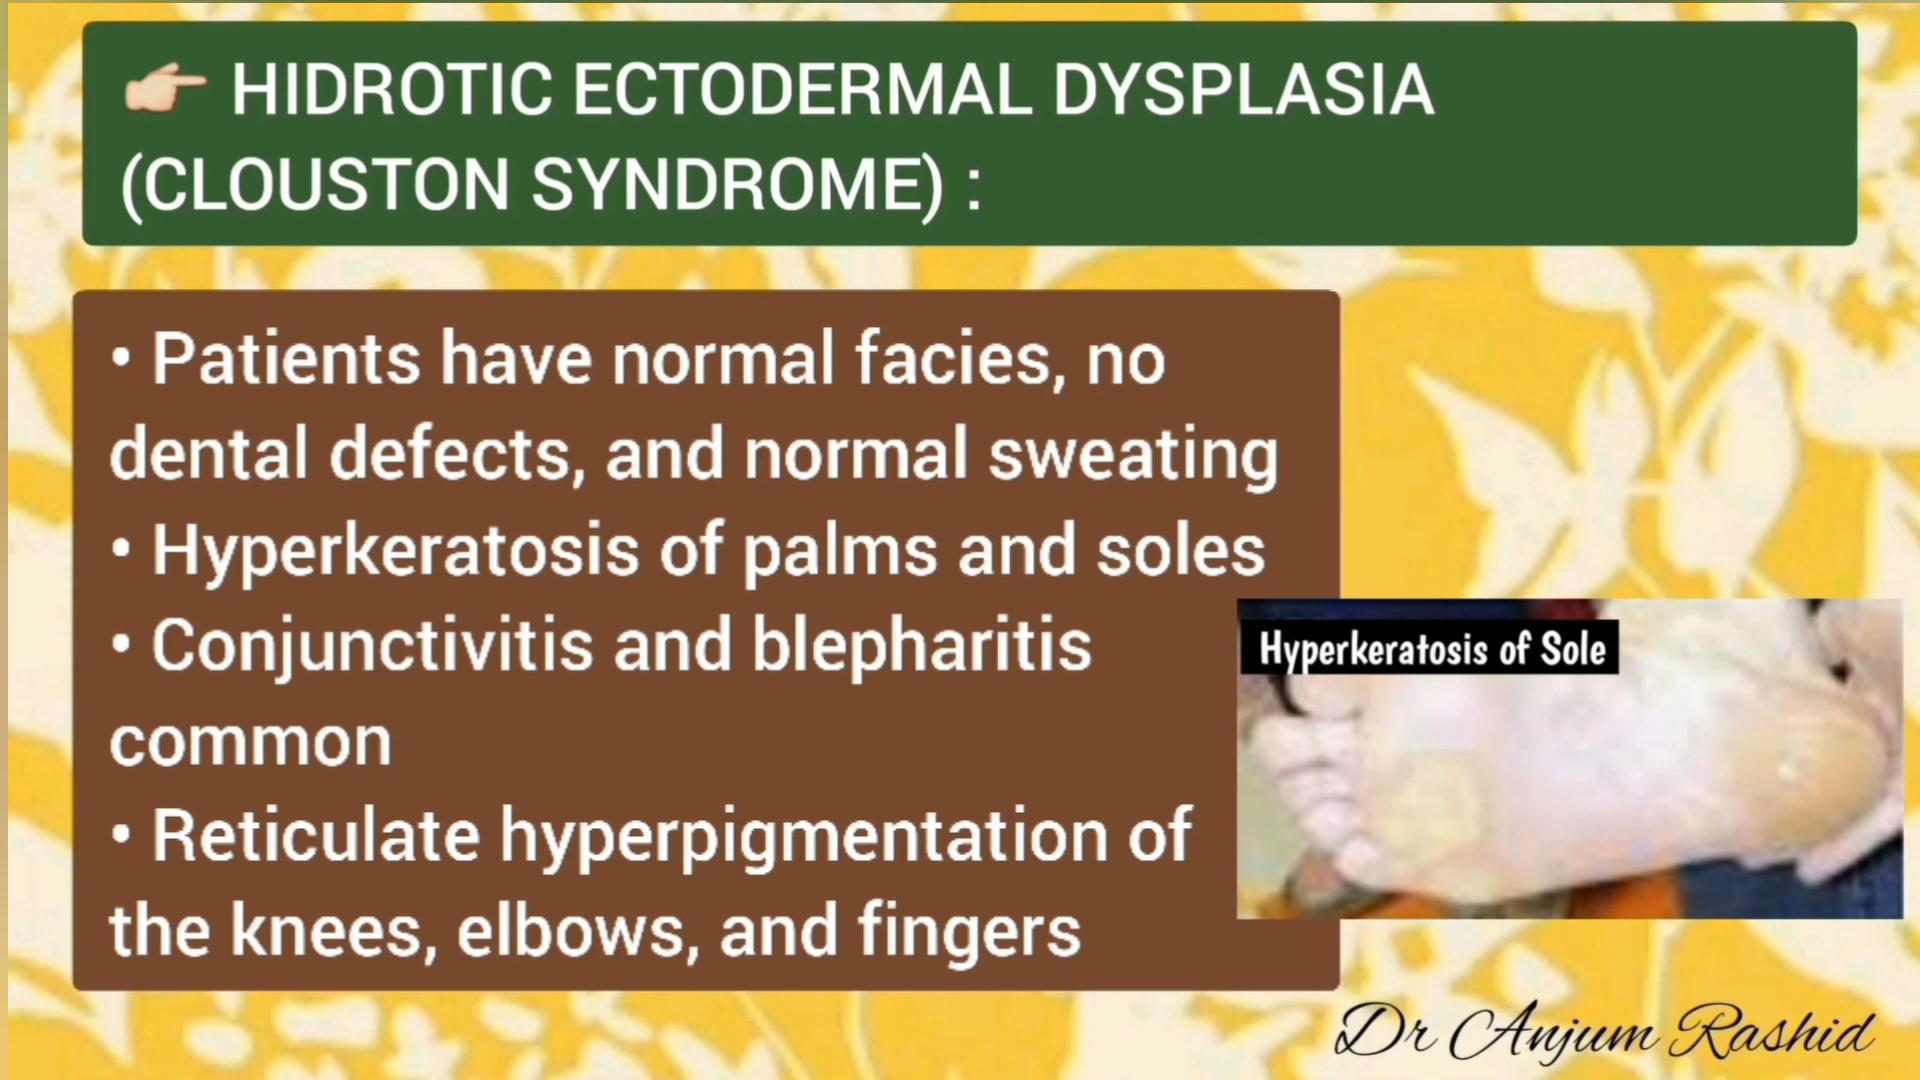 👉 HIDROTIC ECTODERMAL DYSPLASIA
(CLOUSTON SYNDROME) :
• Patients have normal facies, no
dental defects, and normal sweating
• Hyperkeratosis of palms and soles
• Conjunctivitis and blepharitis
common
• Reticulate hyperpigmentation of
the knees, elbows, and fingers
Hyperkeratosis of Sole
Dr Anjum Rashid